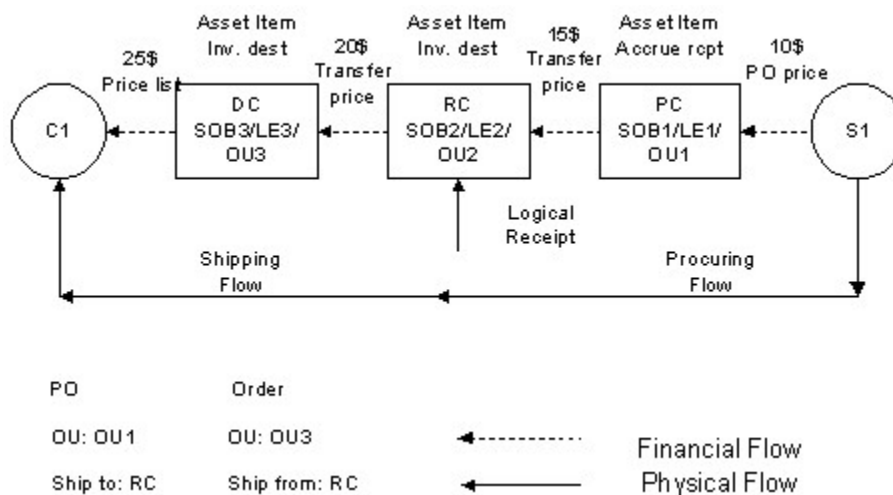 Asset Item
Inv. dest
Asset Item
Inv. dest
Asset Item
Accrue rcpt
25$
Price list
20$
Transfer
price
15$
Transfer
price
10$
PO price
C1
DC
SOB3/LE3/
OU3
RC
SOB2/LE2/
OU2
PC
SOB1/LE1/
OU1
S1
Logical
Receipt
Shipping
Flow
Procuring
Flow
PO
Order
OU: OU1
OU: OU3
Financial Flow
Ship to: RC
Ship from: RC
Physical Flow